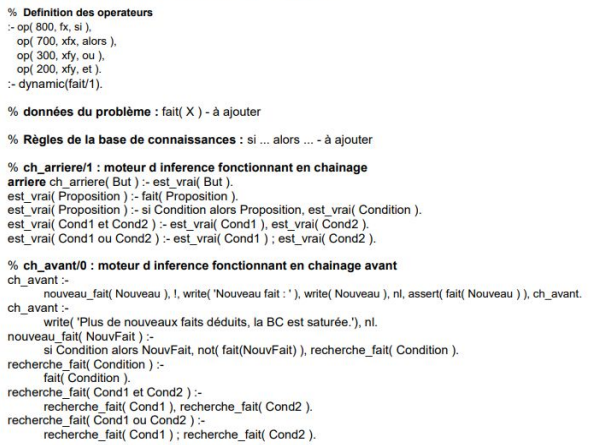 % Definition des operateurs
:- op( 800, fx, si ),
op( 700, xfx, alors ),
op( 300, xfy, ou ),
op( 200, xfy, et ).
:- dynamic(fait/1).
% données du problème : fait( X ) - à ajouter
% Règles de la base de connaissances : si ... alors ... - à ajouter
% ch_arriere/1 : moteur d inference fonctionnant en chainage
arriere ch_arriere( But ) :- est_vrai( But ).
est_vrai( Proposition ) :- fait( Proposition ).
est_vrai( Proposition ) :- si Condition alors Proposition, est_vrai( Condition ).
est_vrai( Cond1 et Cond2 ) :- est_vrai( Cond1 ), est_vrai( Cond2 ).
est_vrai( Cond1 ou Cond2 ) :- est_vrai( Cond1 ) ; est_vrai( Cond2 ).
% ch_avant/0 : moteur d inference fonctionnant en chainage avant
ch_avant :-
nouveau_fait( Nouveau ), !, write( 'Nouveau fait : ' ), write( Nouveau ), nl, assert( fait( Nouveau ) ), ch_avant.
ch_avant :-
write( 'Plus de nouveaux faits déduits, la BC est saturée.'), nl.
nouveau_fait( NouvFait ) :-
si Condition alors NouvFait, not( fait(NouvFait) ), recherche_fait( Condition ).
recherche_fait( Condition ) :-
fait( Condition ).
recherche_fait( Cond1 et Cond2 ) :-
recherche_fait( Cond1 ), recherche_fait( Cond2 ).
recherche_fait( Cond1 ou Cond2 ) :-
recherche_fait( Cond1 ) ; recherche_fait( Cond2 ).